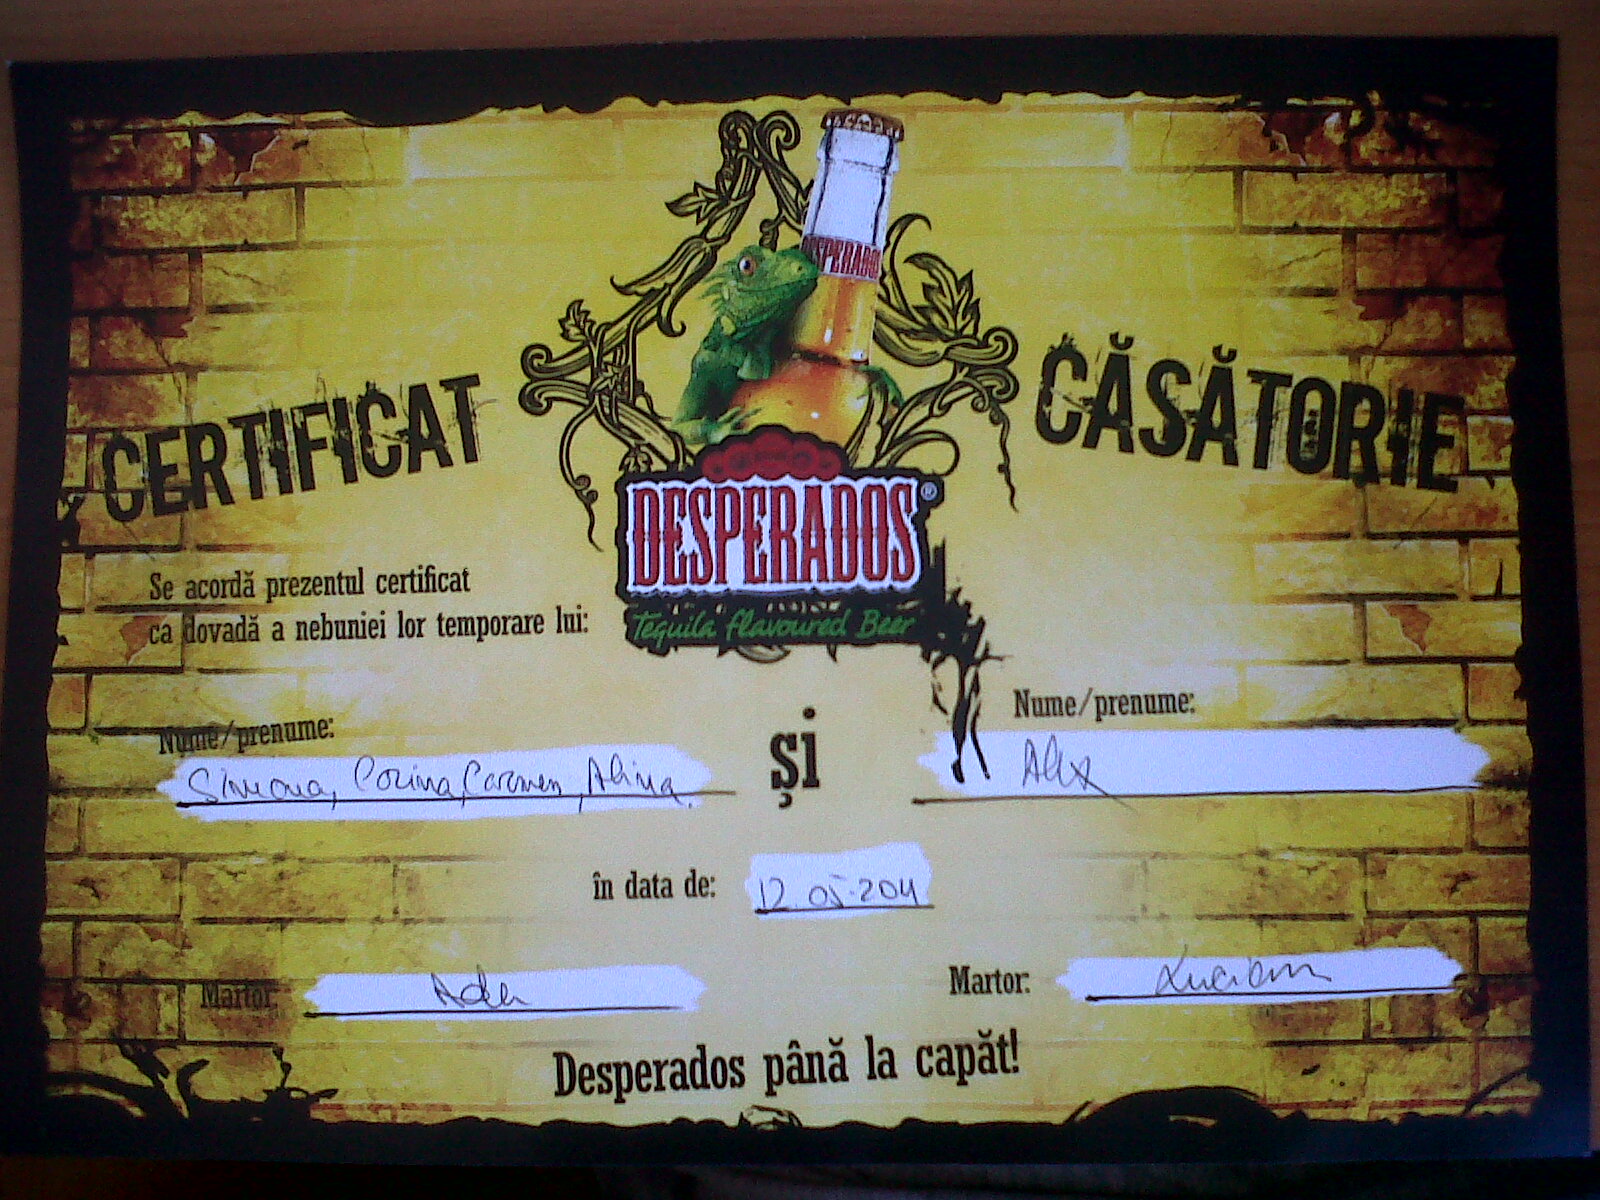 DESPERADOS
CERTIFICAT CĂSĂTORIE
DESPERADOS®
Tequila flavoured Beer
Se acordă prezentul certificat
ca dovadă a nebuniei lor temporare lui:
Nume/prenume:
Simona, Corina, Carmen, Alina.
și
Nume/prenume:
Alex
în data de: 12.05.2011
Martor: Ada
Martor: Lucian
Desperados până la capăt!